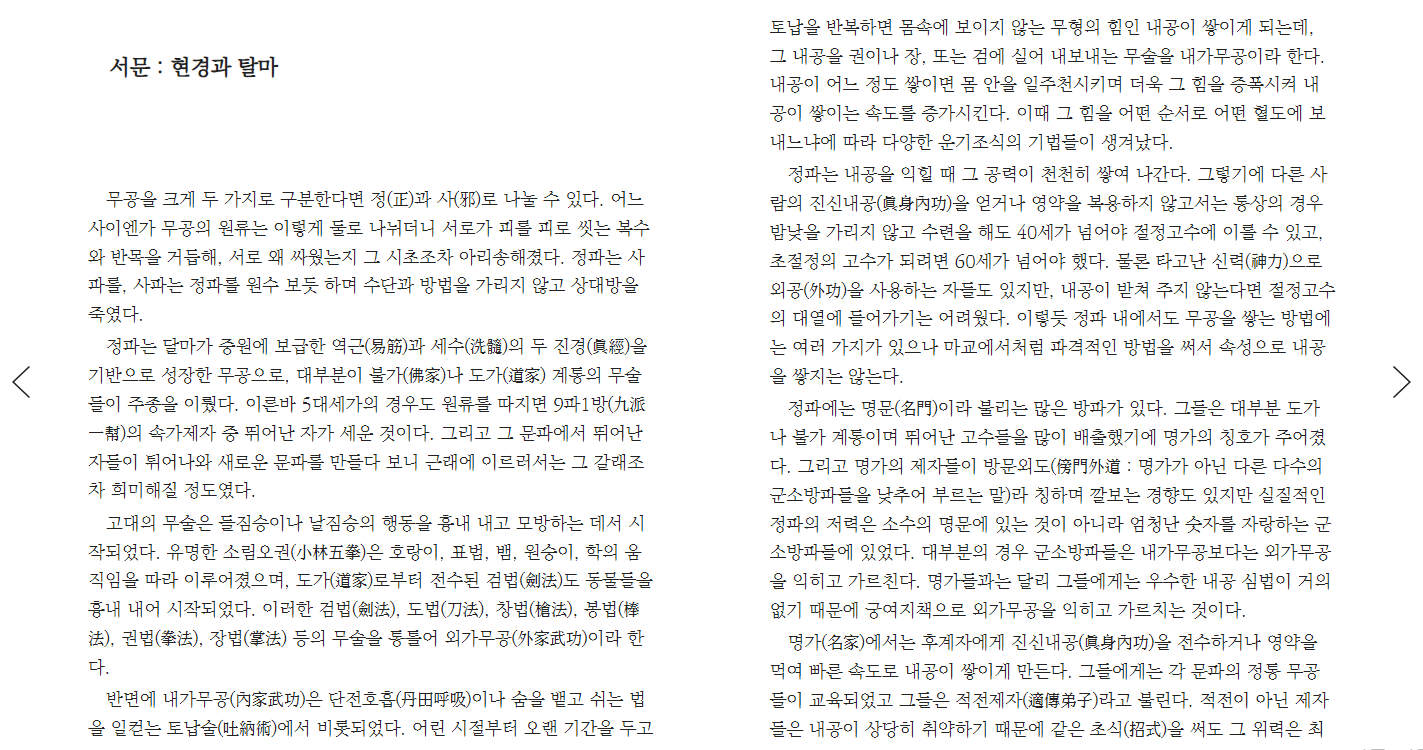 서문 : 현경과 탈마
무공을 크게 두 가지로 구분한다면 정(正)과 사(邪)로 나눌 수 있다. 어느
사이엔가 무공의 원류는 이렇게 둘로 나뉘더니 서로가 피를 피로 씻는 복수
와 반목을 거듭해, 서로 왜 싸웠는지 그 시초조차 아리송해졌다. 정파는 사
파를, 사파는 정파를 원수 보듯 하며 수단과 방법을 가리지 않고 상대방을
죽였다.
정파는 달마가 중원에 보급한 역근(易筋)과 세수(洗髓)의 두 진경(眞經)을
기반으로 성장한 무공으로, 대부분이 불가(佛家)나 도가(道家) 계통의 무술
들이 주종을 이뤘다. 이른바 5대세가의 경우도 원류를 따지면 9파1방(九派
一幇)의 속가제자 중 뛰어난 자가 세운 것이다. 그리고 그 문파에서 뛰어난
자들이 튀어나와 새로운 문파를 만들다 보니 근래에 이르러서는 그 갈래조
차 희미해질 정도였다.
고대의 무술은 들짐승이나 날짐승의 행동을 흉내 내고 모방하는 데서 시
작되었다. 유명한 소림오권(小林五拳)은 호랑이, 표범, 뱀, 원숭이, 학의 움
직임을 따라 이루어졌으며, 도가(道家)로부터 전수된 검법(劍法)도 동물들을
흉내 내어 시작되었다. 이러한 검법(劍法), 도법(刀法), 창법(槍法), 봉법(棒
法), 권법(拳法), 장법(掌法) 등의 무술을 통틀어 외가무공(外家武功)이라 한
다.
반면에 내가무공(內家武功)은 단전호흡(丹田呼吸)이나 숨을 뱉고 쉬는 법
을 일컫는 토납술(吐納術)에서 비롯되었다. 어린 시절부터 오랜 기간을 두고
토납을 반복하면 몸속에 보이지 않는 무형의 힘인 내공이 쌓이게 되는데,
그 내공을 권이나 장, 또는 검에 실어 내보내는 무술을 내가무공이라 한다.
내공이 어느 정도 쌓이면 몸 안을 일주천시키며 더욱 그 힘을 증폭시켜 내
공이 쌓이는 속도를 증가시킨다. 이때 그 힘을 어떤 순서로 어떤 혈도에 보
내느냐에 따라 다양한 운기조식의 기법들이 생겨났다.
정파는 내공을 익힐 때 그 공력이 천천히 쌓여 나간다. 그렇기에 다른 사
람의 진신내공(眞身內功)을 얻거나 영약을 복용하지 않고서는 통상의 경우
밤낮을 가리지 않고 수련을 해도 40세가 넘어야 절정고수에 이를 수 있고,
초절정의 고수가 되려면 60세가 넘어야 했다. 물론 타고난 신력(神力)으로
외공(外功)을 사용하는 자들도 있지만, 내공이 받쳐 주지 않는다면 절정고수
의 대열에 들어가기는 어려웠다. 이렇듯 정파 내에서도 무공을 쌓는 방법에
는 여러 가지가 있으나 마교에서처럼 파격적인 방법을 써서 속성으로 내공
을 쌓지는 않는다.
정파에는 명문(名門)이라 불리는 많은 방파가 있다. 그들은 대부분 도가
나 불가 계통이며 뛰어난 고수들을 많이 배출했기에 명가의 칭호가 주어졌
다. 그리고 명가의 제자들이 방문외도(傍門外道 : 명가가 아닌 다른 다수의
군소방파들을 낮추어 부르는 말)라 칭하며 깔보는 경향도 있지만 실질적인
정파의 저력은 소수의 명문에 있는 것이 아니라 엄청난 숫자를 자랑하는 군
소방파들에 있었다. 대부분의 경우 군소방파들은 내가무공보다는 외가무공
을 익히고 가르친다. 명가들과는 달리 그들에게는 우수한 내공 심법이 거의
없기 때문에 궁여지책으로 외가무공을 익히고 가르치는 것이다.
명가(名家)에서는 후계자에게 진신내공(眞身內功)을 전수하거나 영약을
먹여 빠른 속도로 내공이 쌓이게 만든다. 그들에게는 각 문파의 정통 무공
들이 교육되었고 그들은 적전제자(適傳弟子)라고 불린다. 적전이 아닌 제자
들은 내공이 상당히 취약하기 때문에 같은 초식(招式)을 써도 그 위력은 최